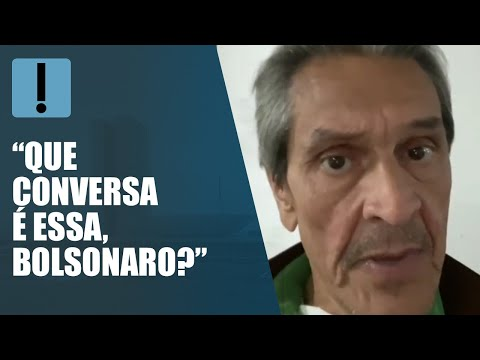 !
“QUE
CONVERSA
É ESSA,
BOLSONARO?”